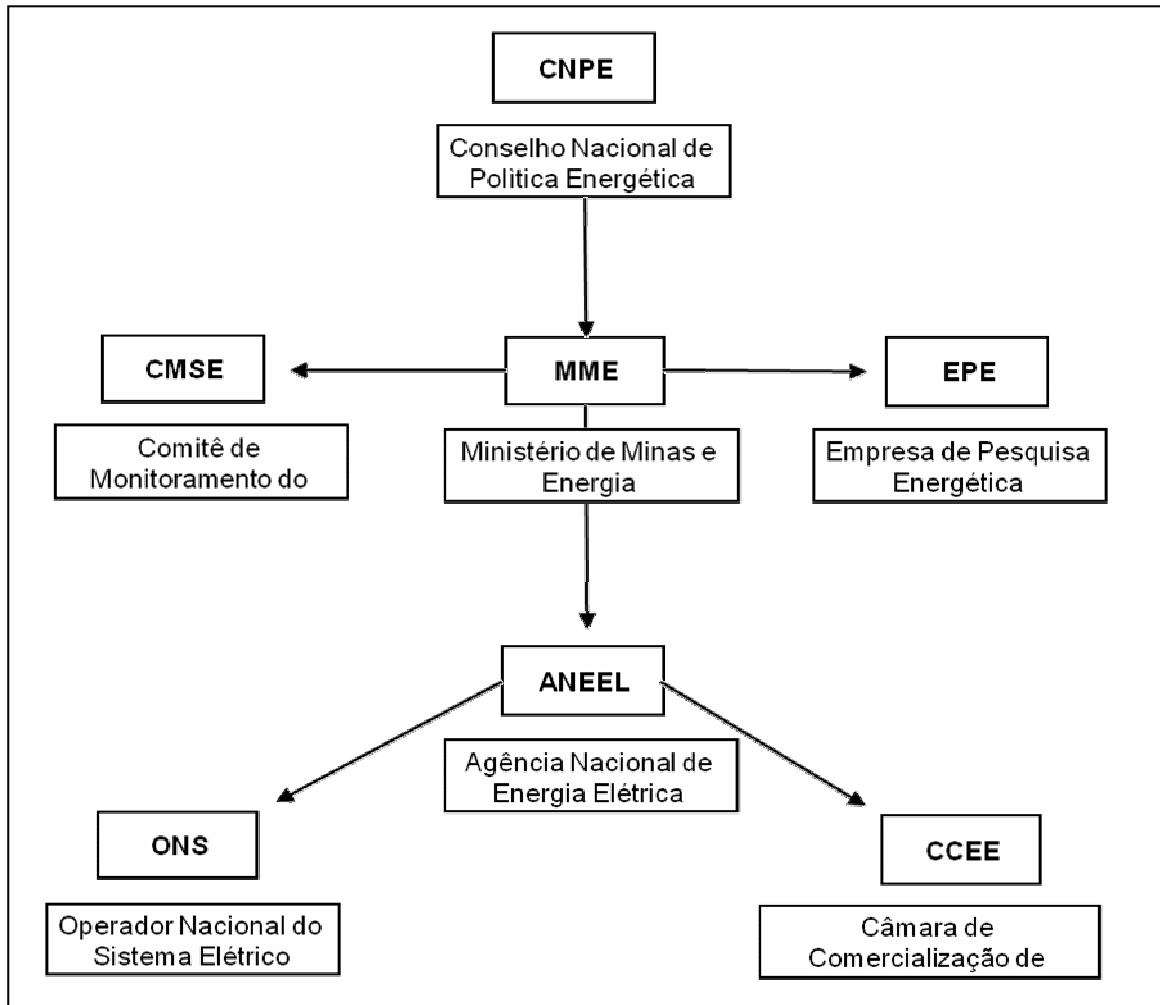 CNPE
Conselho Nacional de
Polìtica Energética
CMSE
MME
EPE
Comitê de
Monitoramento do
Ministério de Minas e
Energia
Empresa de Pesquisa
Energética
ANEEL
Agência Nacional de
Energia Elétrica
ONS
CCEE
Operador Nacional do
Sistema Elétrico
Câmara de
Comercialização de